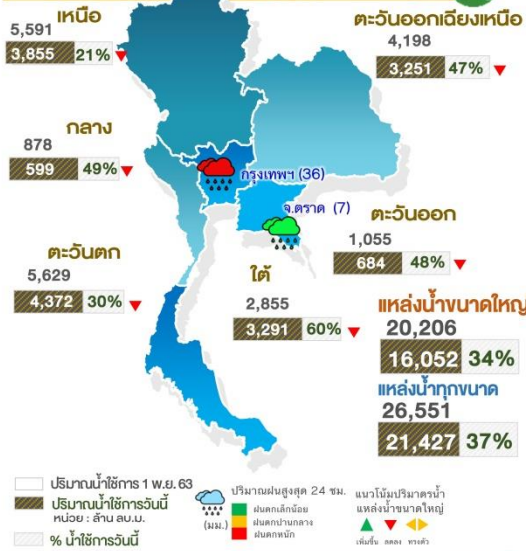 เหนือ
5,591
3,855 21%
ตะวันออกเฉียงเหนือ
4,198
3,251 47%
กลาง
878
599 49%
กรุงเทพฯ (36)
จ.ตราด (7)
ตะวันออก
1,055
684 48%
ตะวันตก
5,629
4,372 30%
ใต้
2,855
3,291 60%
แหล่งน้ำขนาดใหญ่
20,206
16,052 34%
แหล่งน้ำทุกขนาด
26,551
21,427 37%
ปริมาณน้ำใช้การ 1 พ.ย. 63
ปริมาณน้ำใช้การวันนี้
หน่วย : ล้าน ลบ.ม.
% น้ำใช้การวันนี้
ปริมาณฝนสูงสุด 24 ชม.
(มม.)
ฝนตกเล็กน้อย
ฝนตกปานกลาง
ฝนตกหนัก
แนวโน้มปริมาตรน้ำ
แหล่งน้ำขนาดใหญ่
เพิ่มขึ้น ลดลง ทรงตัว